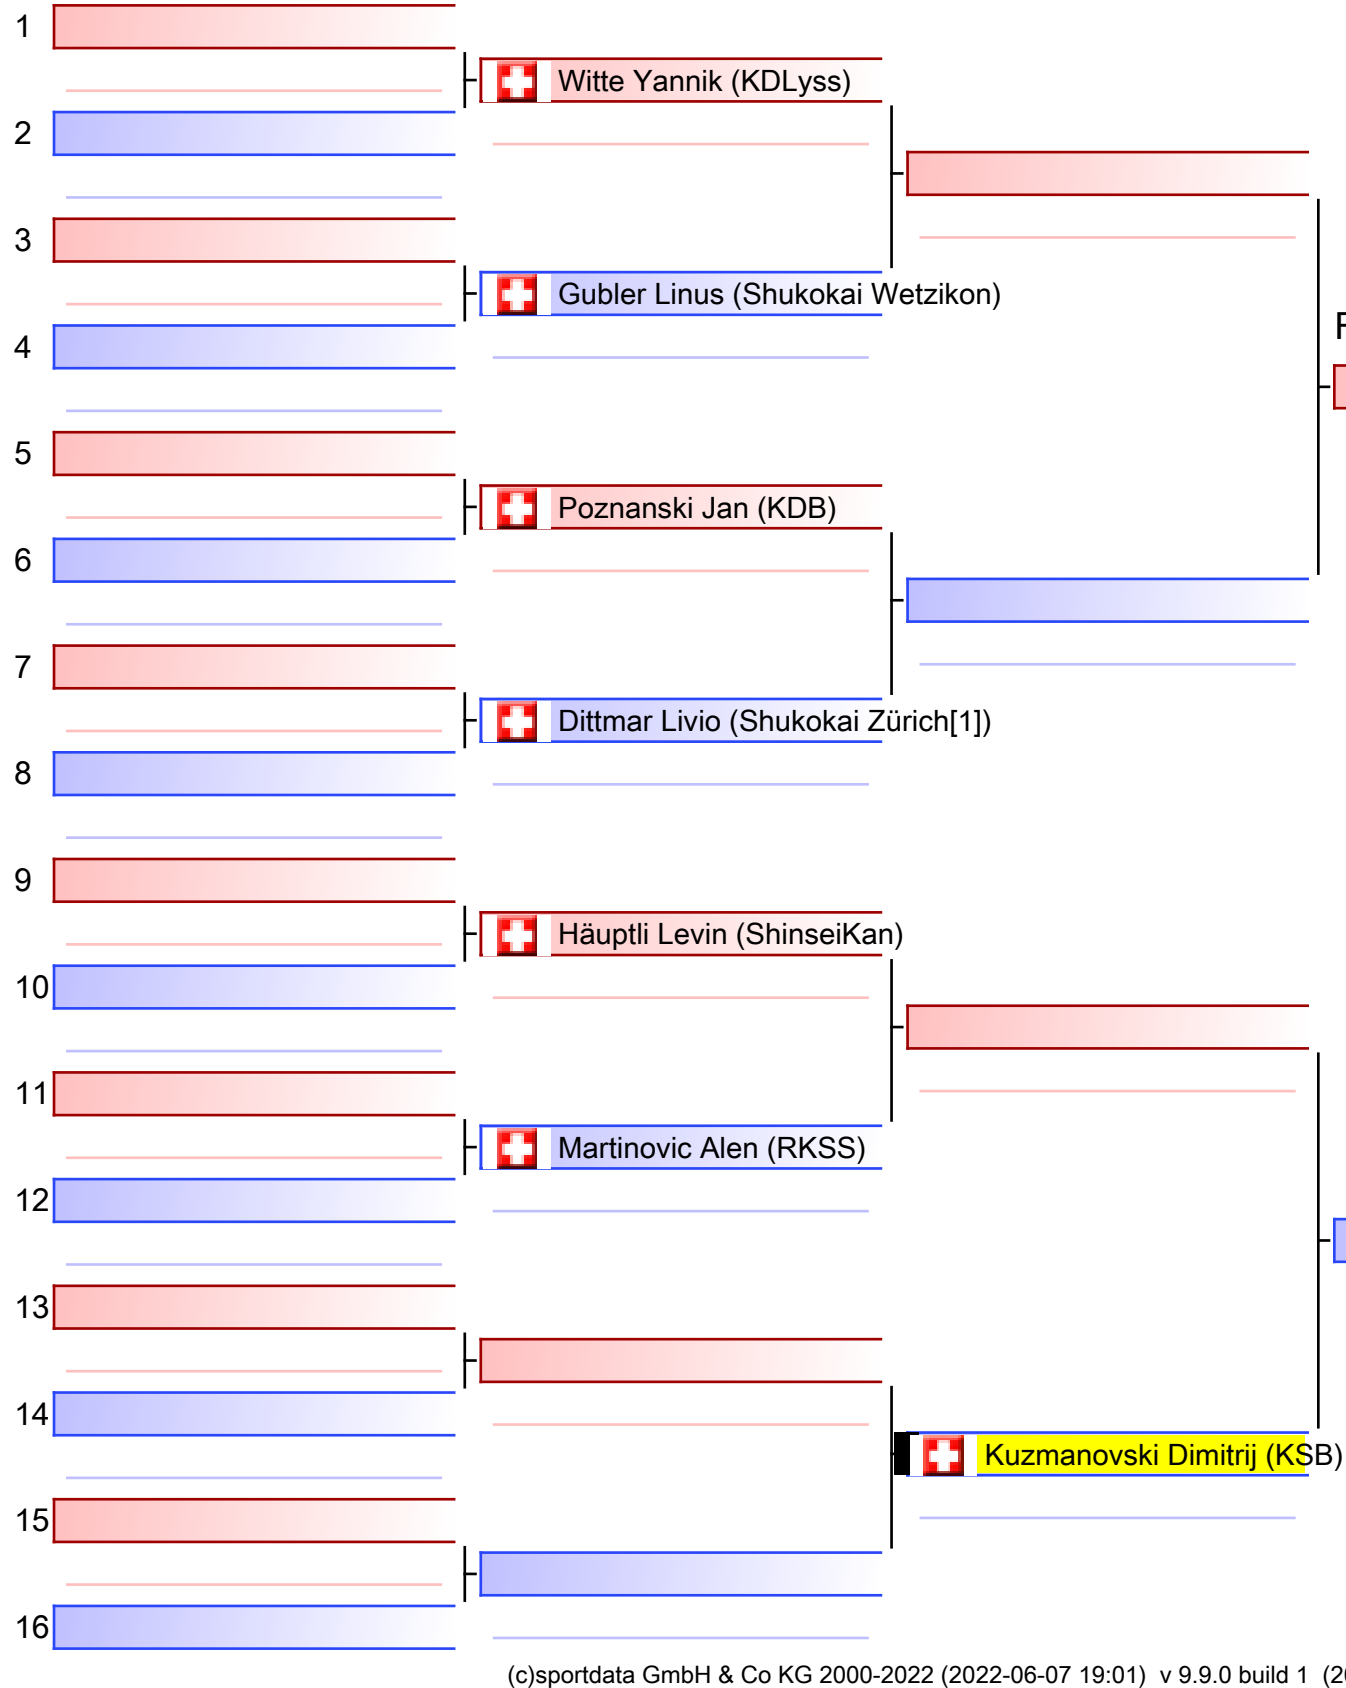 1
Witte Yannik (KDLyss)
2
3
Gubler Linus (Shukokai Wetzikon)
4
5
Poznanski Jan (KDB)
6
7
Dittmar Livio (Shukokai Zürich[1])
8
9
Häuptli Levin (ShinseiKan)
10
11
Martinovic Alen (RKSS)
12
13
14
Kuzmanovski Dimitrij (KSB)
15
16
(c)sportdata GmbH & Co KG 2000-2022 (2022-06-07 19:01) v 9.9.0 build 1